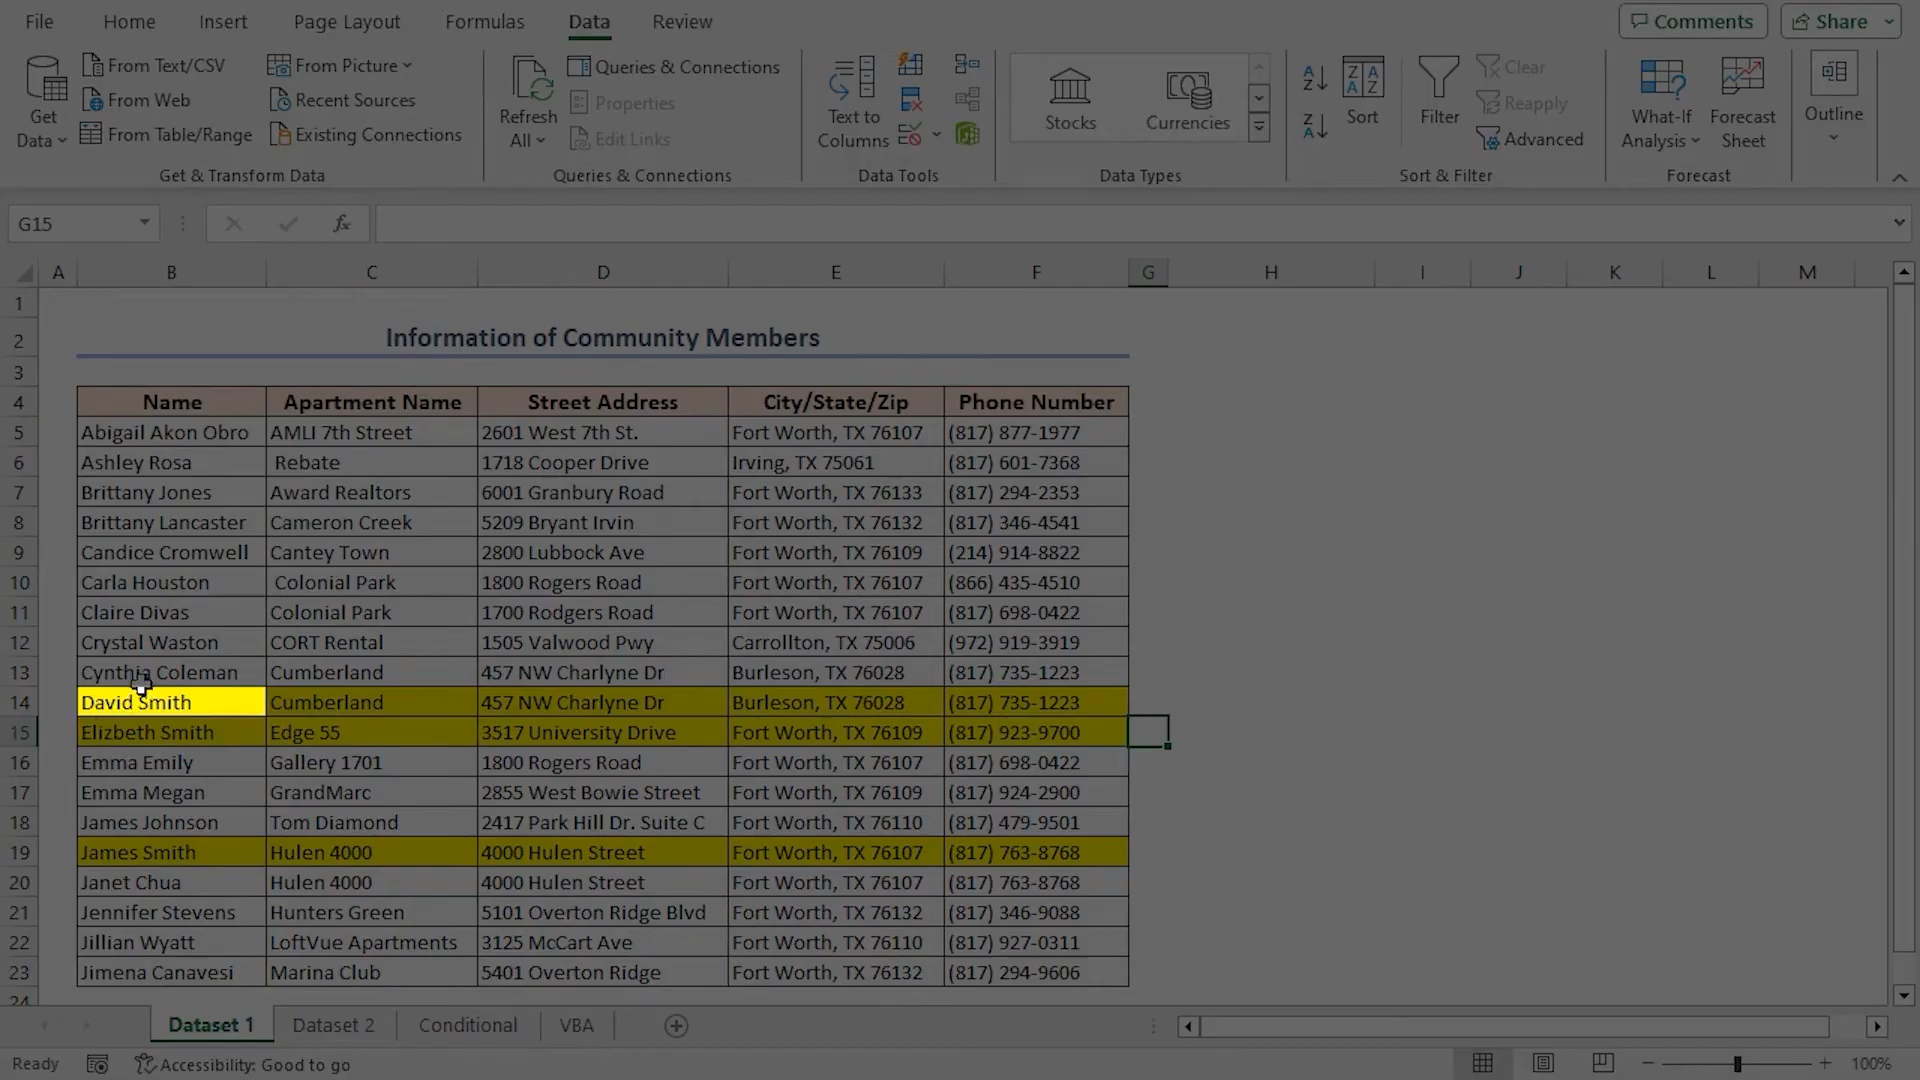 File Home Insert Page Layout Formulas Data Review Comments Share
From Text/CSV From Picture Queries & Connections Clear
From Web Recent Sources Properties Reapply
Get Data From Table/Range Existing Connections Refresh All Edit Links Text to Columns Stocks Currencies Sort Filter Advanced What-If Analysis Forecast Sheet Outline
Get & Transform Data Queries & Connections Data Tools Data Types Sort & Filter Forecast
G15 fx
A B C D E F G H I J K L M
1
2 Information of Community Members
3
4 Name Apartment Name Street Address City/State/Zip Phone Number
5 Abigail Akon Obro AMLI 7th Street 2601 West 7th St. Fort Worth, TX 76107 (817) 877-1977
6 Ashley Rosa Rebate 1718 Cooper Drive Irving, TX 75061 (817) 601-7368
7 Brittany Jones Award Realtors 6001 Granbury Road Fort Worth, TX 76133 (817) 294-2353
8 Brittany Lancaster Cameron Creek 5209 Bryant Irvin Fort Worth, TX 76132 (817) 346-4541
9 Candice Cromwell Cantey Town 2800 Lubbock Ave Fort Worth, TX 76109 (214) 914-8822
10 Carla Houston Colonial Park 1800 Rogers Road Fort Worth, TX 76107 (866) 435-4510
11 Claire Divas Colonial Park 1700 Rodgers Road Fort Worth, TX 76107 (817) 698-0422
12 Crystal Waston CORT Rental 1505 Valwood Pwy Carrollton, TX 75006 (972) 919-3919
13 Cynthia Coleman Cumberland 457 NW Charlyne Dr Burleson, TX 76028 (817) 735-1223
14 David Smith Cumberland 457 NW Charlyne Dr Burleson, TX 76028 (817) 735-1223
15 Elizbeth Smith Edge 55 3517 University Drive Fort Worth, TX 76109 (817) 923-9700
16 Emma Emily Gallery 1701 1800 Rogers Road Fort Worth, TX 76107 (817) 698-0422
17 Emma Megan GrandMarc 2855 West Bowie Street Fort Worth, TX 76109 (817) 924-2900
18 James Johnson Tom Diamond 2417 Park Hill Dr. Suite C Fort Worth, TX 76110 (817) 479-9501
19 James Smith Hulen 4000 4000 Hulen Street Fort Worth, TX 76107 (817) 763-8768
20 Janet Chua Hulen 4000 4000 Hulen Street Fort Worth, TX 76107 (817) 763-8768
21 Jennifer Stevens Hunters Green 5101 Overton Ridge Blvd Fort Worth, TX 76132 (817) 346-9088
22 Jillian Wyatt LoftVue Apartments 3125 McCart Ave Fort Worth, TX 76110 (817) 927-0311
23 Jimena Canavesi Marina Club 5401 Overton Ridge Fort Worth, TX 76132 (817) 294-9606
24
Dataset 1 Dataset 2 Conditional VBA
Ready Accessibility: Good to go 100%